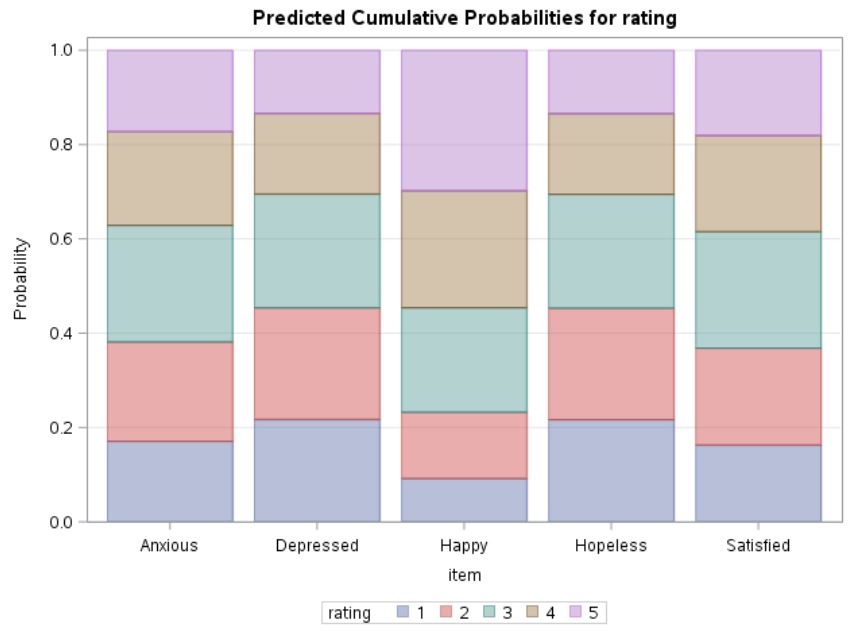 Predicted Cumulative Probabilities for rating
1.0
0.8
0.6
0.4
0.2
0.0
Probability
Anxious Depressed Happy Hopeless Satisfied
item
rating 1 2 3 4 5